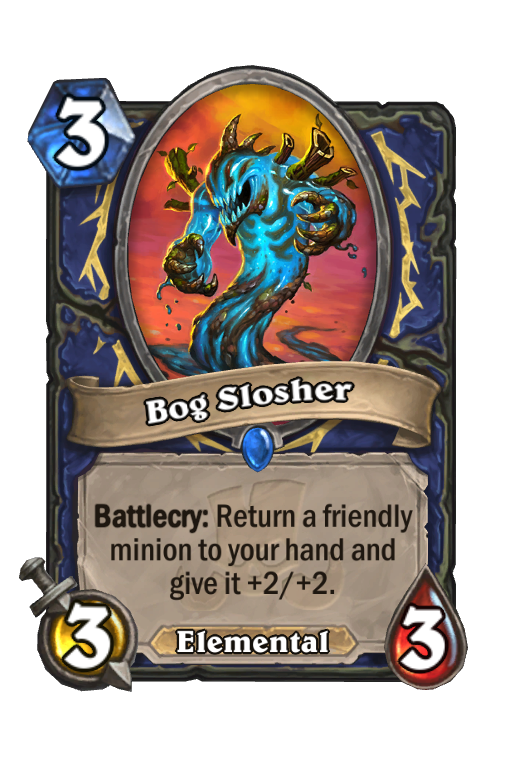 3
Bog Slosher
Battlecry: Return a friendly
minion to your hand and
give it +2/+2.
3
Elemental
3